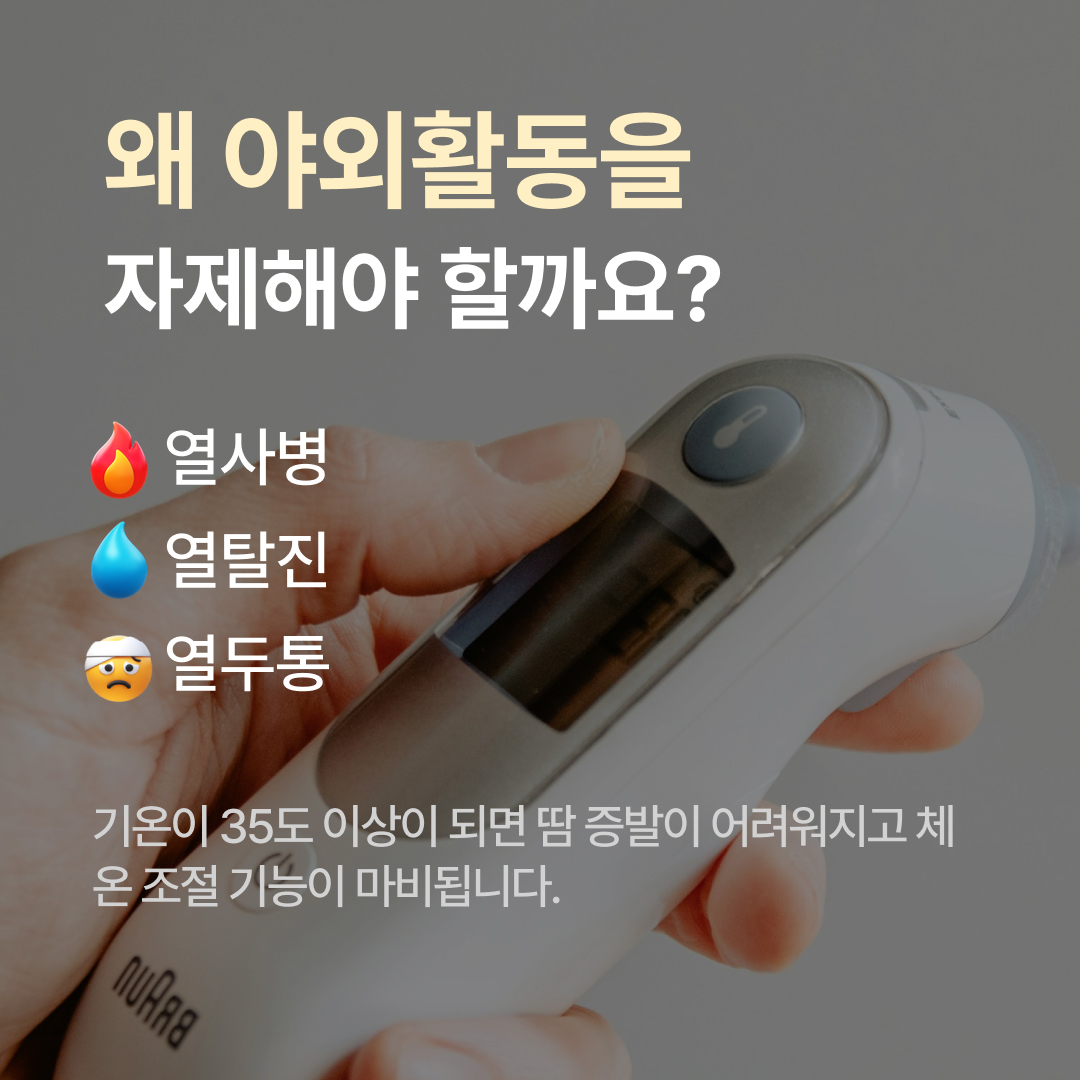 왜 야외활동을
자제해야 할까요?
🔥 열사병
💧 열탈진
🤕 열두통
기온이 35도 이상이 되면 땀 증발이 어려워지고 체
온 조절 기능이 마비됩니다.
BRAUN